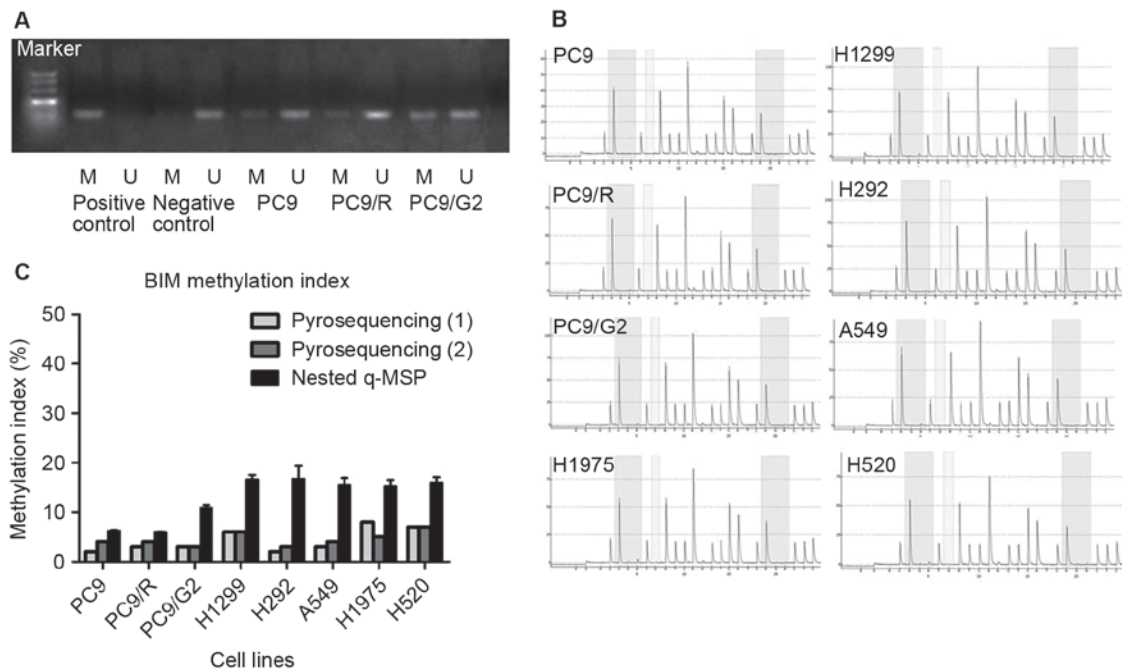 A
Marker
M U M U M U M U M U
Positive control Negative control PC9 PC9/R PC9/G2
B
PC9
H1299
PC9/R
H292
PC9/G2
A549
H1975
H520
C
BIM methylation index
Pyrosequencing (1)
Pyrosequencing (2)
Nested q-MSP
Methylation index (%)
50
40
30
20
10
0
PC9 PC9/R PC9/G2 H1299 H292 A549 H1975 H520
Cell lines